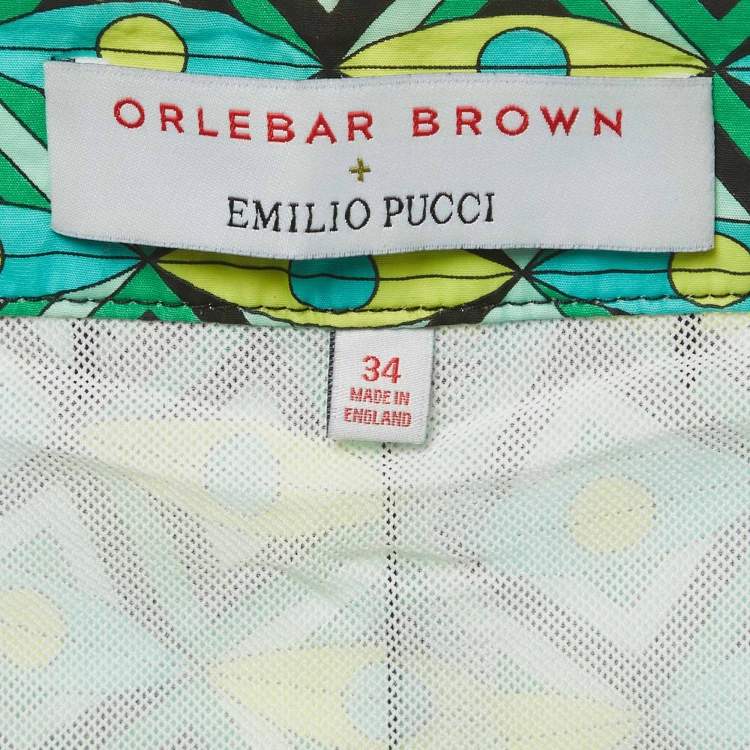 ORLEBAR BROWN
+
EMILIO PUCCI
34
MADE IN
ENGLAND